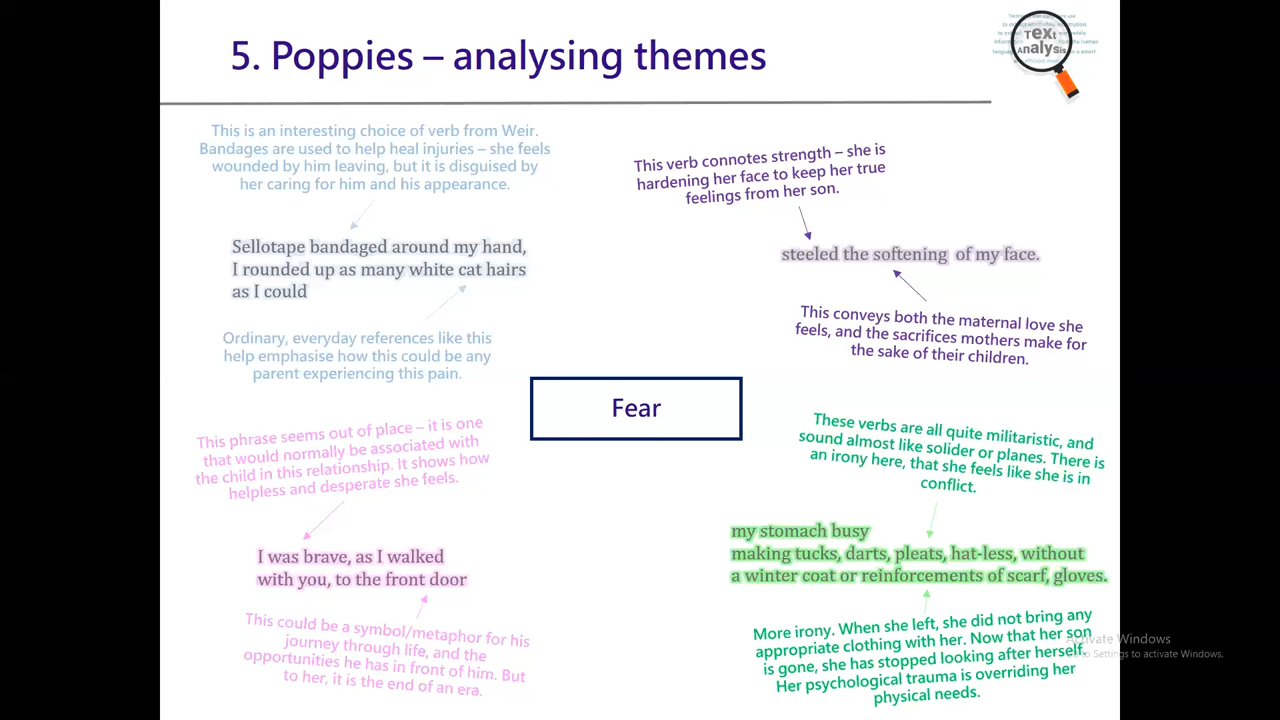 5. Poppies – analysing themes
Text
Analysis
This is an interesting choice of verb from Weir.
Bandages are used to help heal injuries – she feels
wounded by him leaving, but it is disguised by
her caring for him and his appearance.
Sellotape bandaged around my hand,
I rounded up as many white cat hairs
as I could
Ordinary, everyday references like this
help emphasise how this could be any
parent experiencing this pain.
This verb connotes strength – she is
hardening her face to keep her true
feelings from her son.
steeled the softening of my face.
This conveys both the maternal love she
feels, and the sacrifices mothers make for
the sake of their children.
Fear
This phrase seems out of place – it is one
that would normally be associated with
the child in this relationship. It shows how
helpless and desperate she feels.
I was brave, as I walked
with you, to the front door
This could be a symbol/metaphor for his
journey through life, and the
opportunities he has in front of him. But
to her, it is the end of an era.
These verbs are all quite militaristic, and
sound almost like solider or planes. There is
an irony here, that she feels like she is in
conflict.
my stomach busy
making tucks, darts, pleats, hat-less, without
a winter coat or reinforcements of scarf, gloves.
More irony. When she left, she did not bring any
appropriate clothing with her. Now that her son
is gone, she has stopped looking after herself.
Her psychological trauma is overriding her
physical needs.
Activate Windows
to Settings to activate Windows.